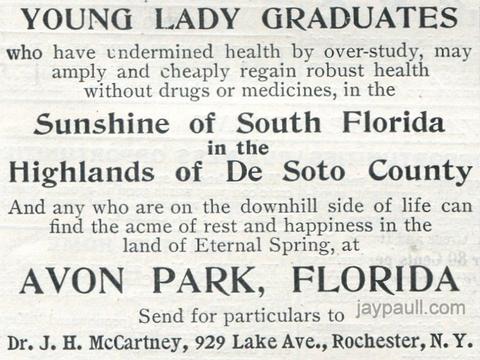 YOUNG LADY GRADUATES
who have undermined health by over-study, may
amply and cheaply regain robust health
without drugs or medicines, in the
Sunshine of South Florida
in the
Highlands of De Soto County
And any who are on the downhill side of life can
find the acme of rest and happiness in the
land of Eternal Spring, at
AVON PARK, FLORIDA
jaypaull.com
Send for particulars to
Dr. J. H. McCartney, 929 Lake Ave., Rochester, N. Y.